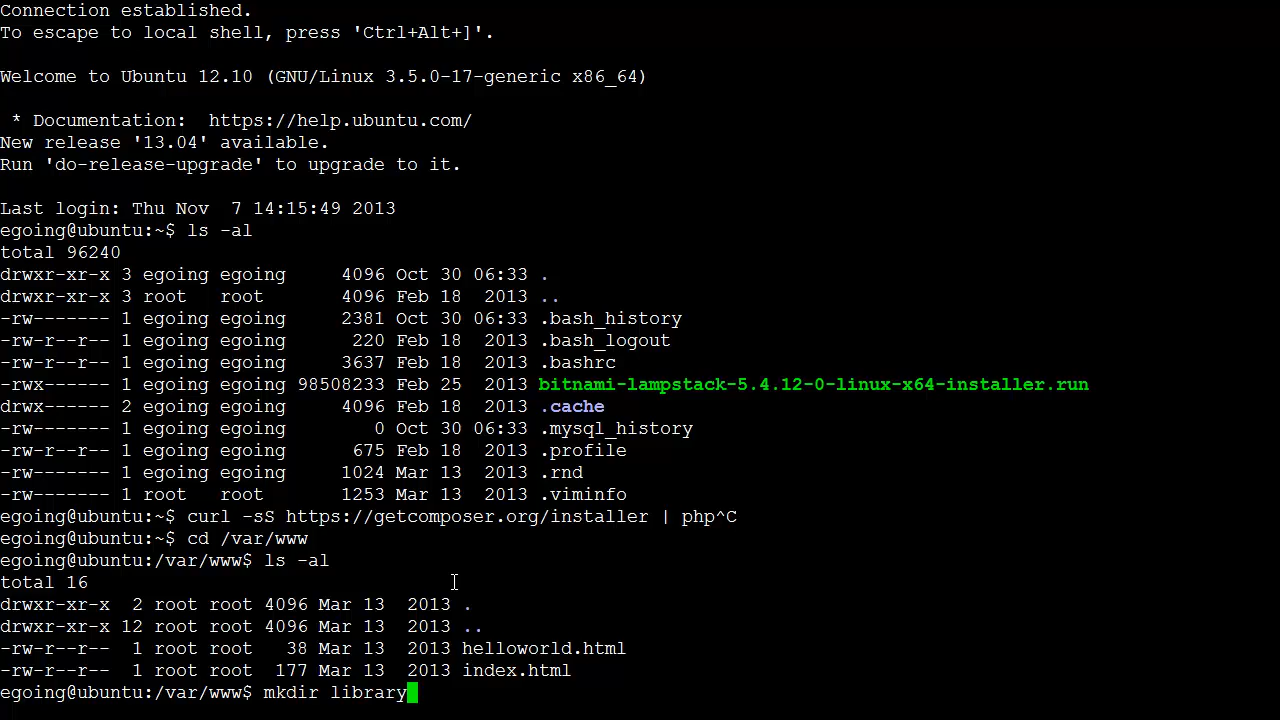 Connection established.
To escape to local shell, press 'Ctrl+Alt+]'.
Welcome to Ubuntu 12.10 (GNU/Linux 3.5.0-17-generic x86_64)
 * Documentation:  https://help.ubuntu.com/
New release '13.04' available.
Run 'do-release-upgrade' to upgrade to it.
Last login: Thu Nov  7 14:15:49 2013
egoing@ubuntu:~$ ls -al
total 96240
drwxr-xr-x 3 egoing egoing     4096 Oct 30 06:33 .
drwxr-xr-x 3 root   root       4096 Feb 18  2013 ..
-rw------- 1 egoing egoing     2381 Oct 30 06:33 .bash_history
-rw-r--r-- 1 egoing egoing      220 Feb 18  2013 .bash_logout
-rw-r--r-- 1 egoing egoing     3637 Feb 18  2013 .bashrc
-rwx------ 1 egoing egoing 98508233 Feb 25  2013 bitnami-lampstack-5.4.12-0-linux-x64-installer.run
drwx------ 2 egoing egoing     4096 Feb 18  2013 .cache
-rw------- 1 egoing egoing        0 Oct 30 06:33 .mysql_history
-rw-r--r-- 1 egoing egoing      675 Feb 18  2013 .profile
-rw------- 1 egoing egoing     1024 Mar 13  2013 .rnd
-rw------- 1 root   root       1253 Mar 13  2013 .viminfo
egoing@ubuntu:~$ curl -sS https://getcomposer.org/installer | php^C
egoing@ubuntu:~$ cd /var/www
egoing@ubuntu:/var/www$ ls -al
total 16
drwxr-xr-x  2 root root 4096 Mar 13  2013 .
drwxr-xr-x 12 root root 4096 Mar 13  2013 ..
-rw-r--r--  1 root root   38 Mar 13  2013 helloworld.html
-rw-r--r--  1 root root  177 Mar 13  2013 index.html
egoing@ubuntu:/var/www$ mkdir library